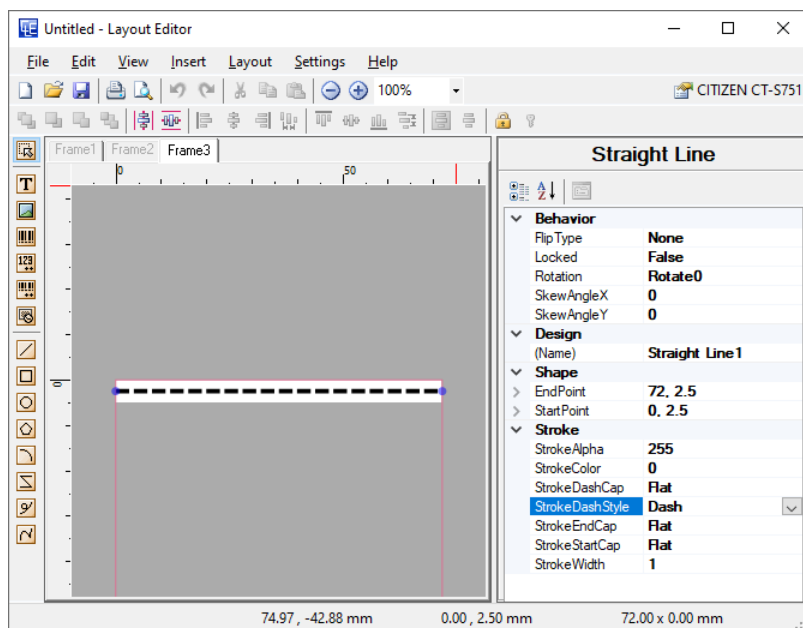 Untitled - Layout Editor
File Edit View Insert Layout Settings Help
100% CITIZEN CT-S751
Frame1 Frame2 Frame3
0 50
0
Straight Line
Behavior
FlipType None
Locked False
Rotation Rotate0
SkewAngleX 0
SkewAngleY 0
Design
(Name) Straight Line1
Shape
EndPoint 72, 2.5
StartPoint 0, 2.5
Stroke
StrokeAlpha 255
StrokeColor 0
StrokeDashCap Flat
StrokeDashStyle Dash
StrokeEndCap Flat
StrokeStartCap Flat
StrokeWidth 1
74.97 , -42.88 mm 0.00 , 2.50 mm 72.00 x 0.00 mm